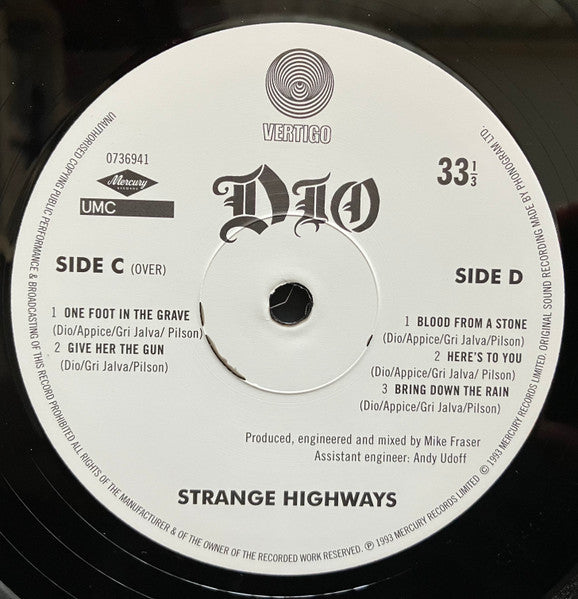 VERTIGO
0736941
Mercury
RECORDS
UMC
DIO
33 1/3
SIDE C (OVER)
1 ONE FOOT IN THE GRAVE
(Dio/Appice/Gri Jalva/ Pilson)
2 GIVE HER THE GUN
(Dio/Gri Jalva/Pilson)
SIDE D
1 BLOOD FROM A STONE
(Dio/Appice/Gri Jalva/Pilson)
2 HERE'S TO YOU
(Dio/Appice/Gri Jalva/Pilson)
3 BRING DOWN THE RAIN
(Dio/Appice/Gri Jalva/Pilson)
Produced, engineered and mixed by Mike Fraser
Assistant engineer: Andy Udoff
STRANGE HIGHWAYS
UNAUTHORISED COPYING PUBLIC PERFORMANCE & BROADCASTING OF THIS RECORD PROHIBITED ALL RIGHTS OF THE MANUFACTURER & OF THE OWNER OF THE RECORDED WORK RESERVED. ℗ 1993 MERCURY RECORDS LIMITED © 1993 MERCURY RECORDS LIMITED. ORIGINAL SOUND RECORDING MADE BY PHONOGRAM LTD.